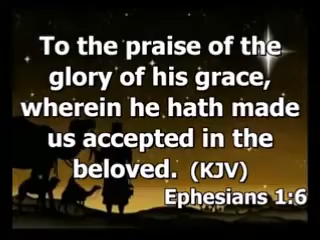 To the praise of the
glory of his grace,
wherein he hath made
us accepted in the
beloved. (KJV)
Ephesians 1:6